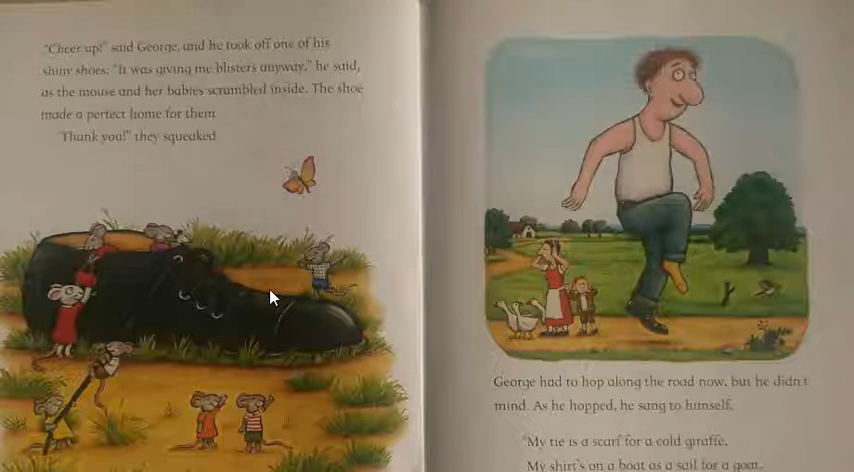 "Cheer up!" said George, and he took off one of his
shiny shoes. "It was giving me blisters anyway," he said,
as the mouse and her babies scrambled inside. The shoe
made a perfect home for them
"Thank you!" they squeaked
George had to hop along the road now, but he didn't
mind. As he hopped, he sang to himself,
"My tie is a scarf for a cold giraffe,
My shirt's on a boat as a sail for a goat,